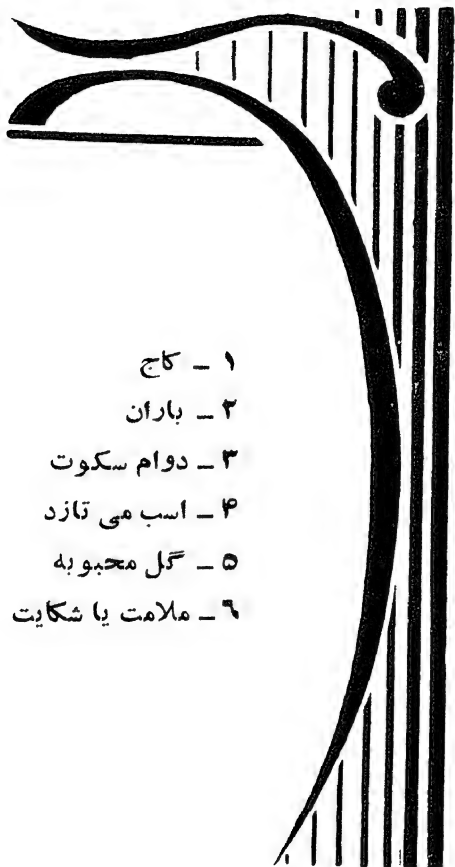 ۱ ـ کاج
۲ ـ باران
۳ ـ دوام سکوت
۴ ـ اسب می تازد
۵ ـ گل محبوبه
۶ ـ ملامت یا شکایت